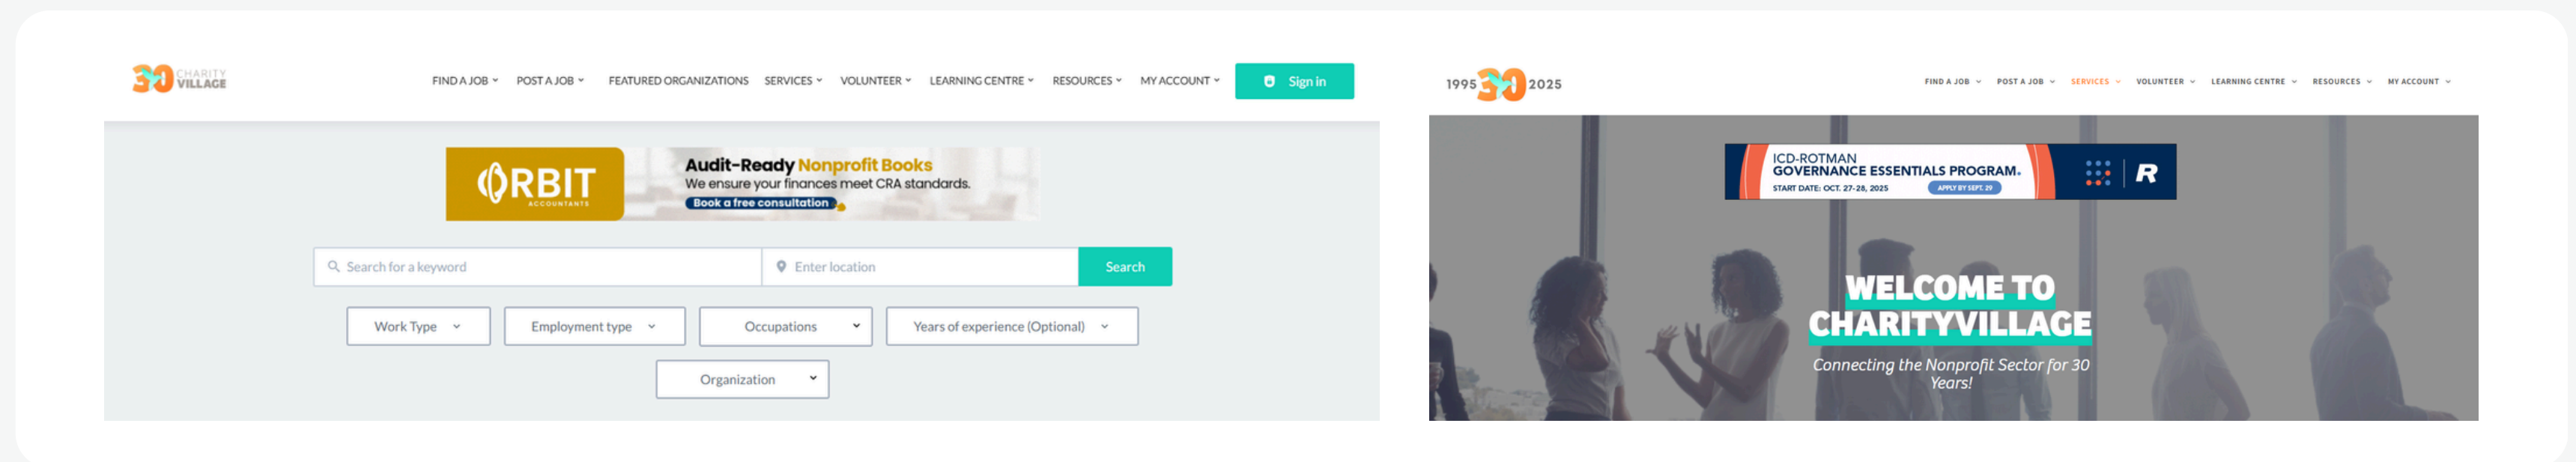 30 CHARITY VILLAGE
FIND A JOB
POST A JOB
FEATURED ORGANIZATIONS
SERVICES
VOLUNTEER
LEARNING CENTRE
RESOURCES
MY ACCOUNT
Sign in
ORBIT
ACCOUNTANTS
Audit-Ready Nonprofit Books
We ensure your finances meet CRA standards.
Book a free consultation
Search for a keyword
Enter location
Search
Work Type
Employment type
Occupations
Years of experience (Optional)
Organization
1995 30 2025
FIND A JOB
POST A JOB
SERVICES
VOLUNTEER
LEARNING CENTRE
RESOURCES
MY ACCOUNT
ICD-ROTMAN
GOVERNANCE ESSENTIALS PROGRAM.
START DATE: OCT. 27-28, 2025
APPLY BY SEPT. 29
R
WELCOME TO
CHARITYVILLAGE
Connecting the Nonprofit Sector for 30
Years!